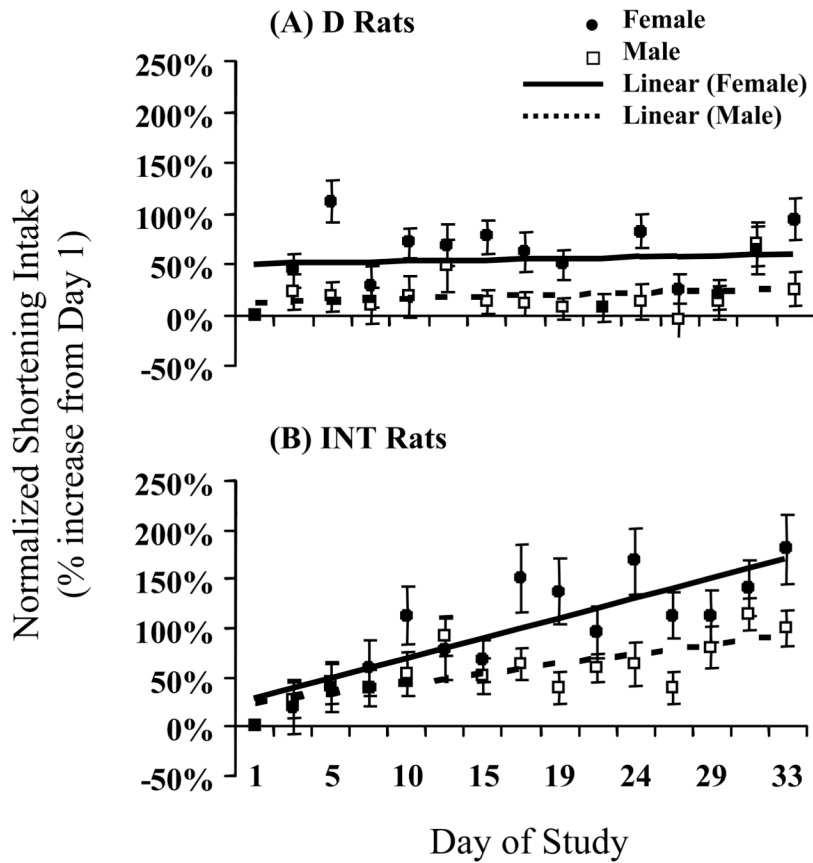 (A) D Rats
Female
Male
Linear (Female)
Linear (Male)
250%
200%
150%
100%
50%
0%
-50%
Normalized Shortening Intake
(% increase from Day 1)
(B) INT Rats
250%
200%
150%
100%
50%
0%
-50%
1 5 10 15 19 24 29 33
Day of Study